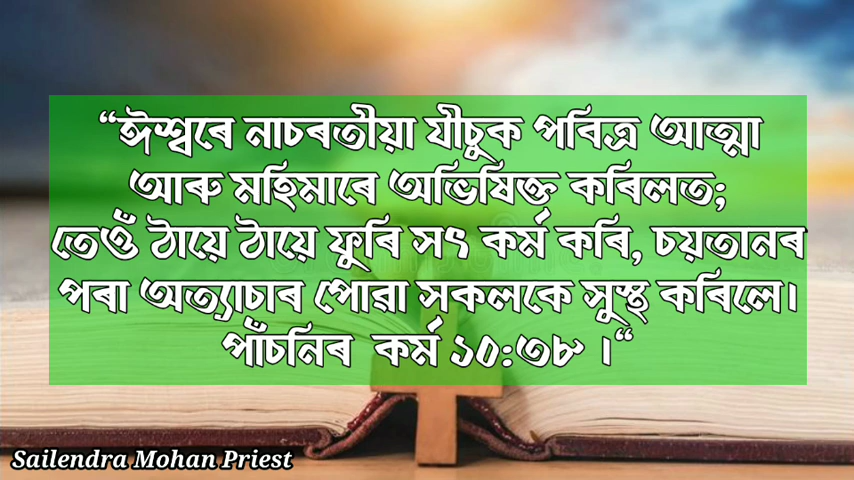 “ঈশ্বৰে নাচৰতীয়া যীচুক পবিত্ৰ আত্মা
আৰু মহিমাৰে অভিষিক্ত কৰিলত;
তেওঁ ঠায়ে ঠায়ে ফুৰি সৎ কৰ্ম কৰি, চয়তানৰ
পৰা অত্যাচাৰ পোৱা সকলকে সুস্থ কৰিলে।
পাঁচনিৰ কৰ্ম ১০:৩৮ ।“
Sailendra Mohan Priest